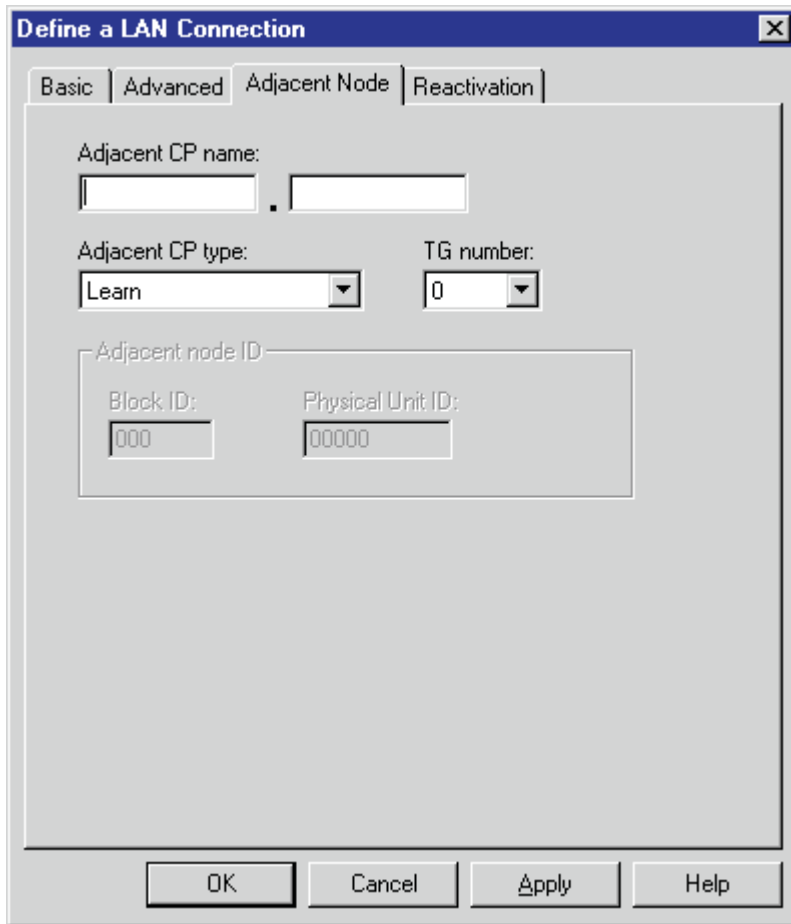 Define a LAN Connection
Basic Advanced Adjacent Node Reactivation
Adjacent CP name:
.
Adjacent CP type: TG number:
Learn 0
Adjacent node ID
Block ID: Physical Unit ID:
000 00000
OK Cancel Apply Help